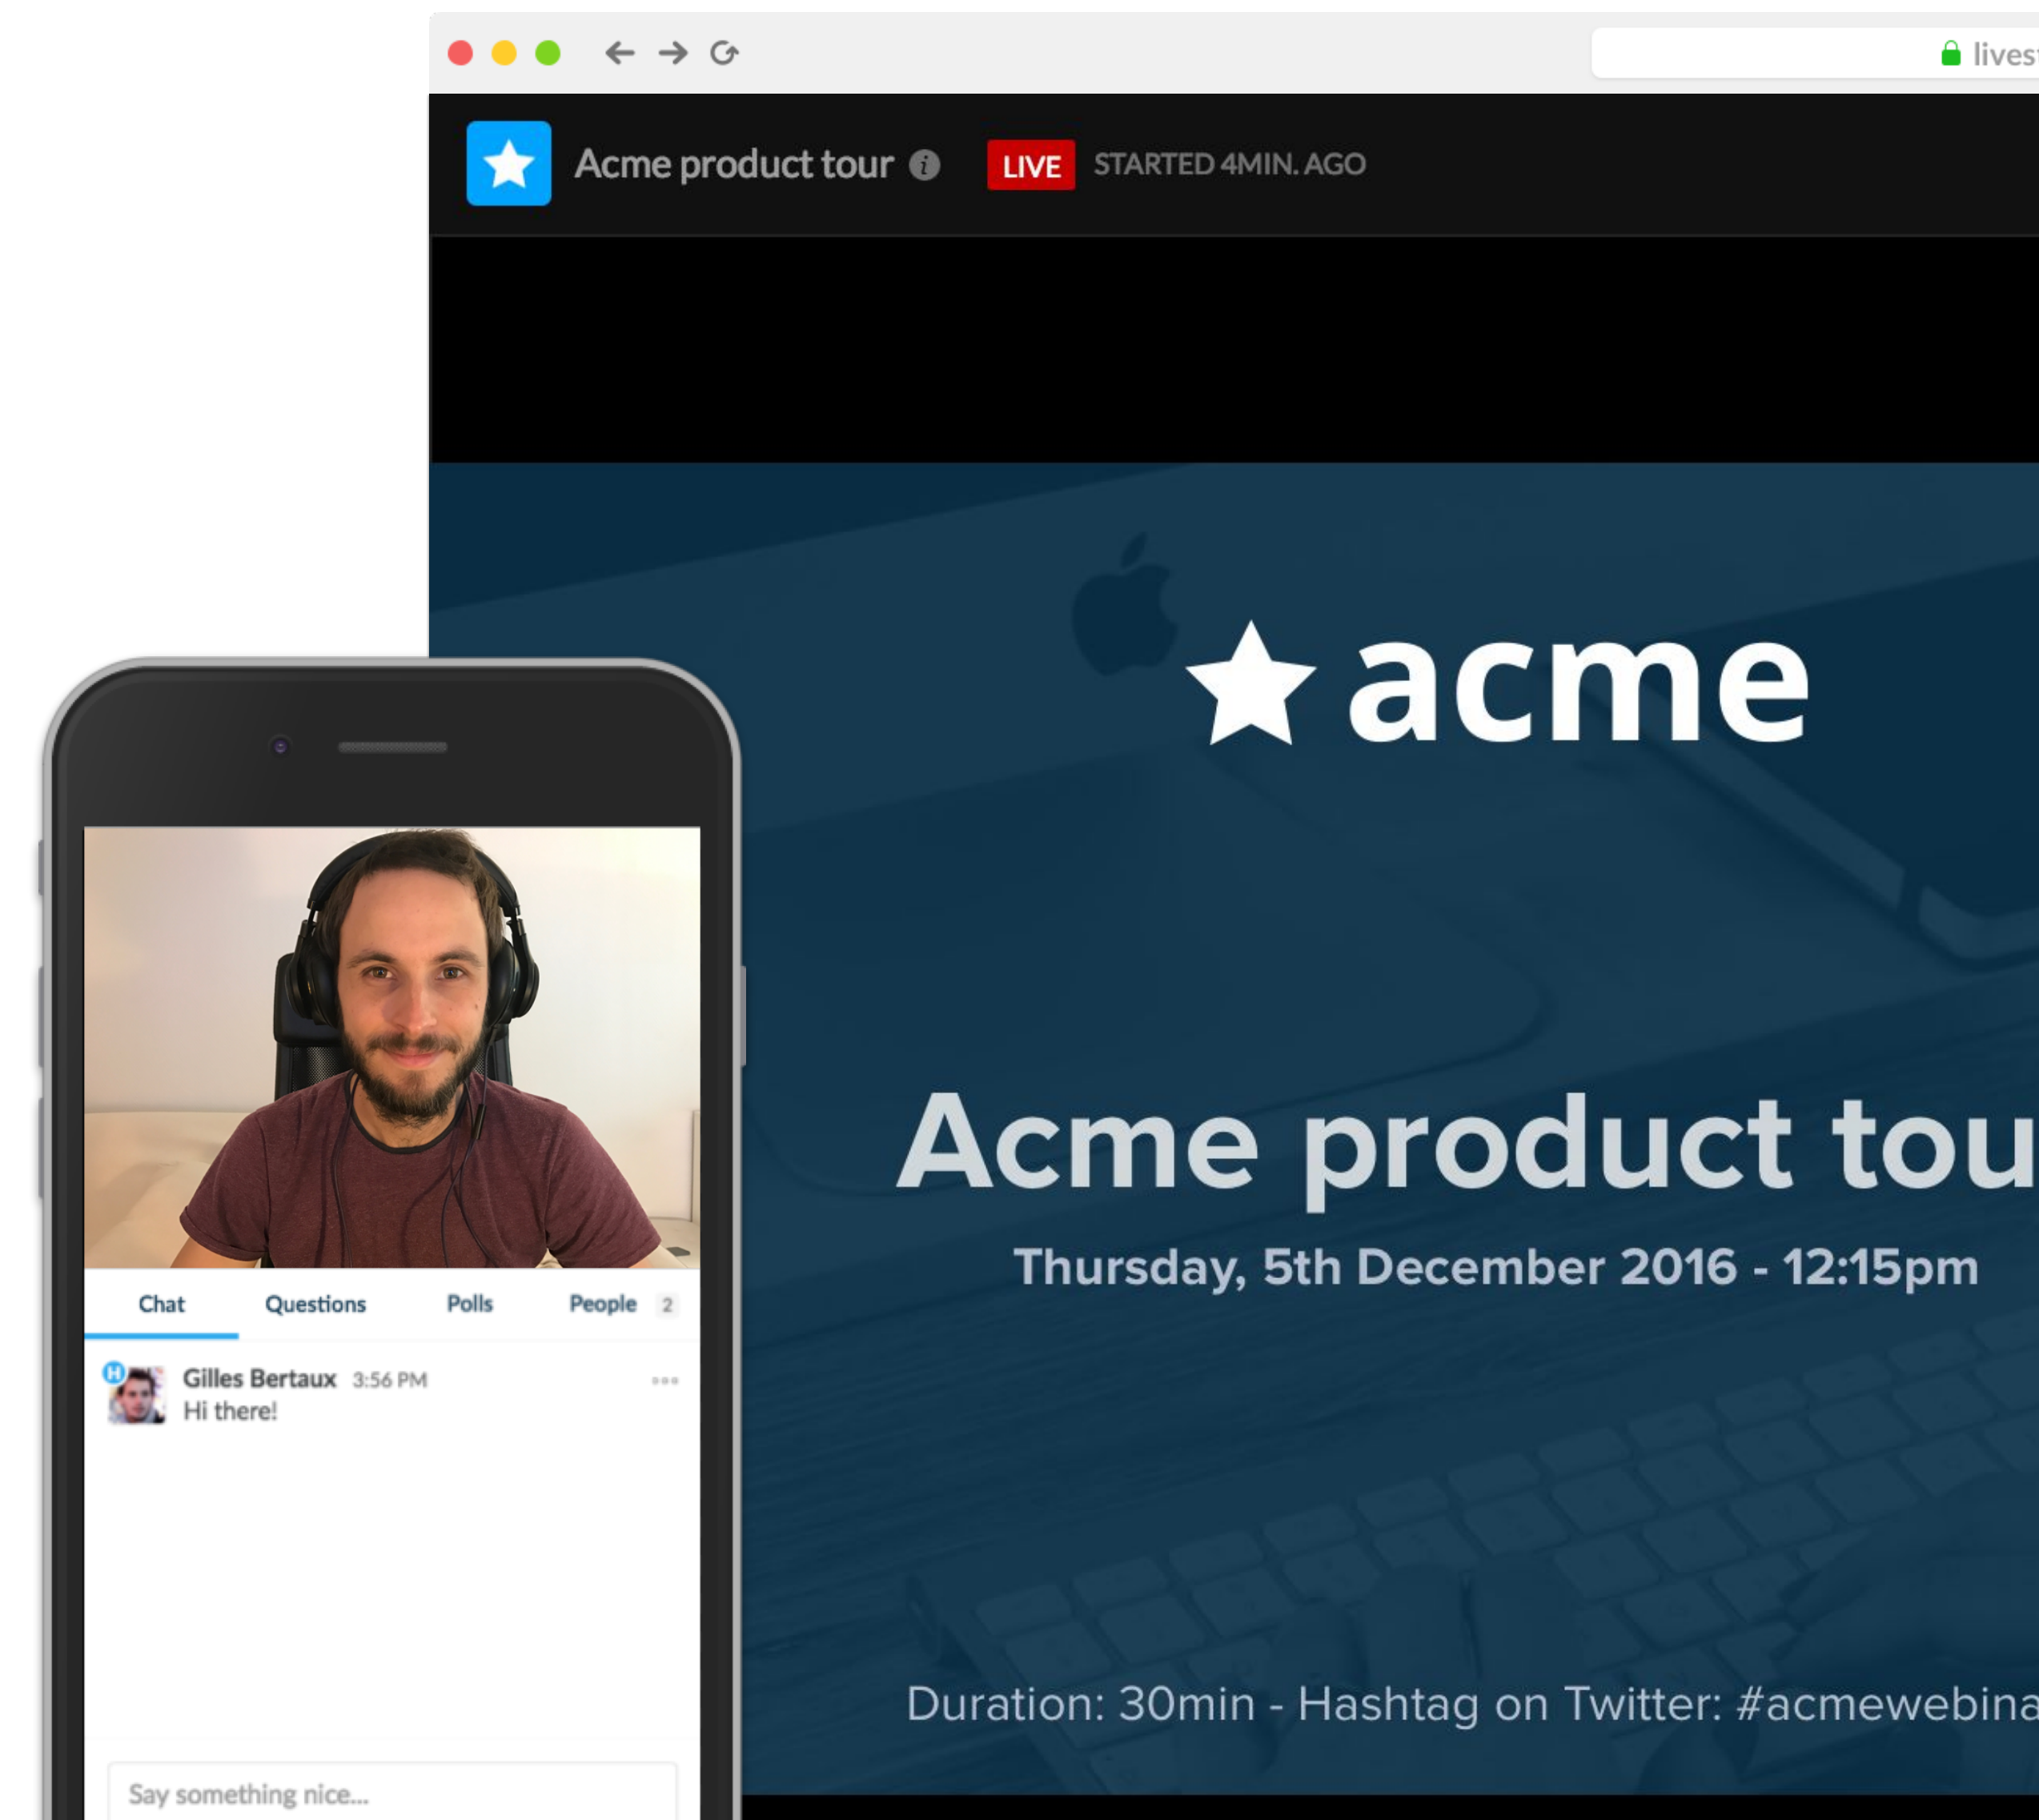 livest
Acme product tour
LIVE
STARTED 4MIN. AGO
acme
Acme product tou
Thursday, 5th December 2016 - 12:15pm
Duration: 30min - Hashtag on Twitter: #acmewebina
Chat Questions Polls People 2
H
Gilles Bertaux 3:56 PM
Hi there!
Say something nice...